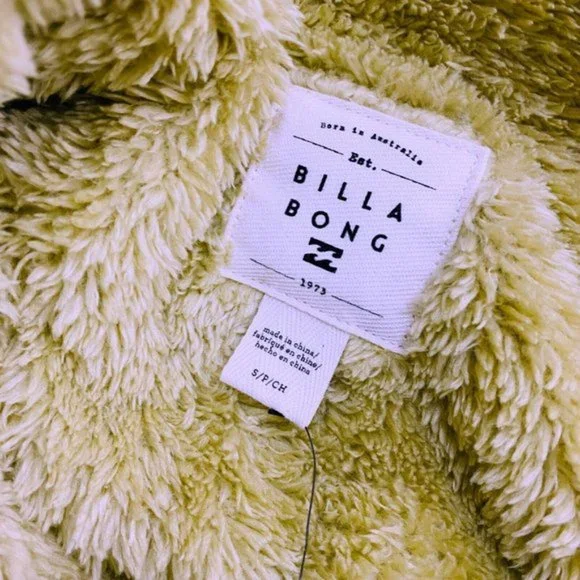 Born in Australia
Est.
BILLA
BONG
1973
made in china/
fabriqué en chine/
hecho en china
S/P/CH